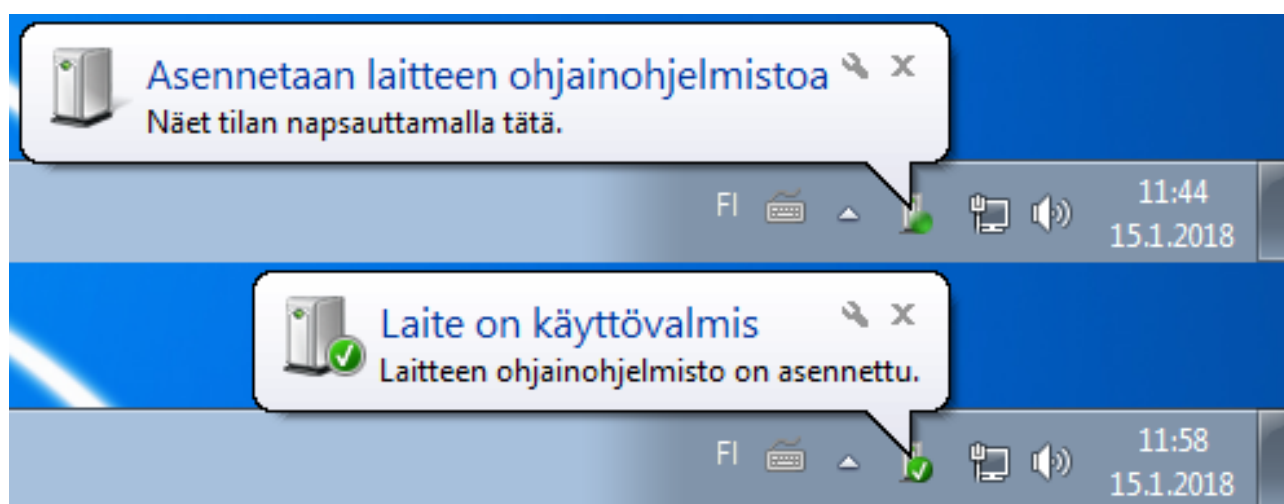 Asennetaan laitteen ohjainohjelmistoa
Näet tilan napsauttamalla tätä.
FI
11:44
15.1.2018
Laite on käyttövalmis
Laitteen ohjainohjelmisto on asennettu.
FI
11:58
15.1.2018